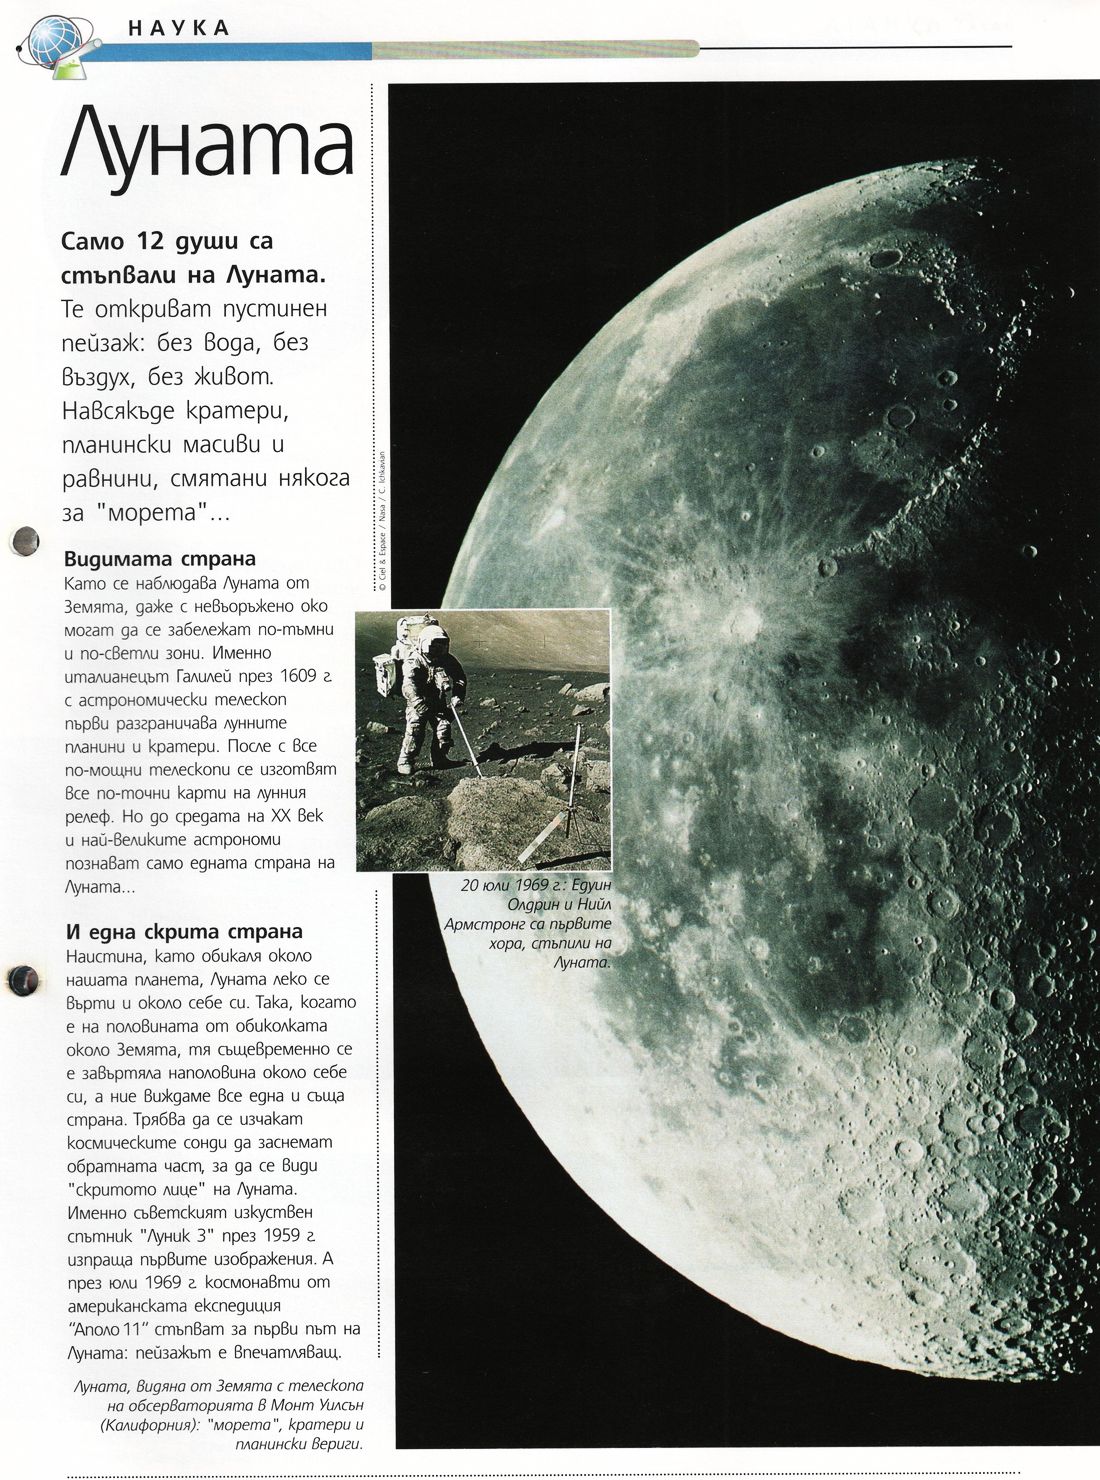 НАУКА
Луната
Само 12 души са
стъпвали на Луната.
Те откриват пустинен
пейзаж: без вода, без
въздух, без живот.
Навсякъде кратери,
планински масиви и
равнини, смятани някога
за "морета"...
Видимата страна
Като се наблюдава Луната от
Земята, даже с невъоръжено око
могат да се забележат по-тъмни
и по-светли зони. Именно
италианецът Галилей през 1609 г.
с астрономически телескоп
първи разграничава лунните
планини и кратери. После с все
по-мощни телескопи се изготвят
все по-точни карти на лунния
релеф. Но до средата на XX век
и най-великите астрономи
познават само едната страна на
Луната...
И една скрита страна
Наистина, като обикаля около
нашата планета, Луната леко се
върти и около себе си. Така, когато
е на половината от обиколката
около Земята, тя същевременно се
е завъртяла наполовина около себе
си, а ние виждаме все една и съща
страна. Трябва да се изчакат
космическите сонди да заснемат
обратната част, за да се види
"скритото лице" на Луната.
Именно съветският изкуствен
спътник "Луник 3" през 1959 г.
изпраща първите изображения. А
през юли 1969 г. космонавти от
американската експедиция
"Аполо 11" стъпват за първи път на
Луната: пейзажът е впечатляващ.
Луната, видяна от Земята с телескопа
на обсерваторията в Монт Уилсън
(Калифорния): "морета", кратери и
планински вериги.
© Ciel & Espace / Nasa / C. Ichkavian
20 юли 1969 г.: Едуин
Олдрин и Нийл
Армстронг са първите
хора, стъпили на
Луната.